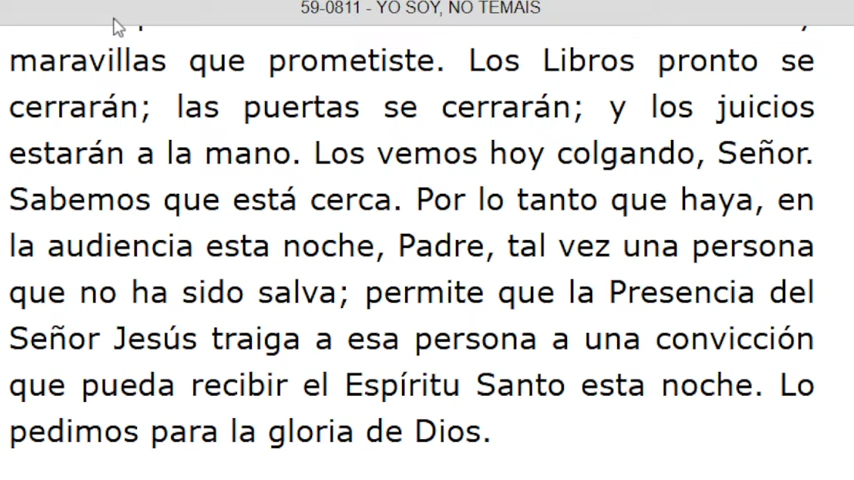 59-0811 - YO SOY, NO TEMAIS
maravillas que prometiste. Los Libros pronto se
cerrarán; las puertas se cerrarán; y los juicios
estarán a la mano. Los vemos hoy colgando, Señor.
Sabemos que está cerca. Por lo tanto que haya, en
la audiencia esta noche, Padre, tal vez una persona
que no ha sido salva; permite que la Presencia del
Señor Jesús traiga a esa persona a una convicción
que pueda recibir el Espíritu Santo esta noche. Lo
pedimos para la gloria de Dios.